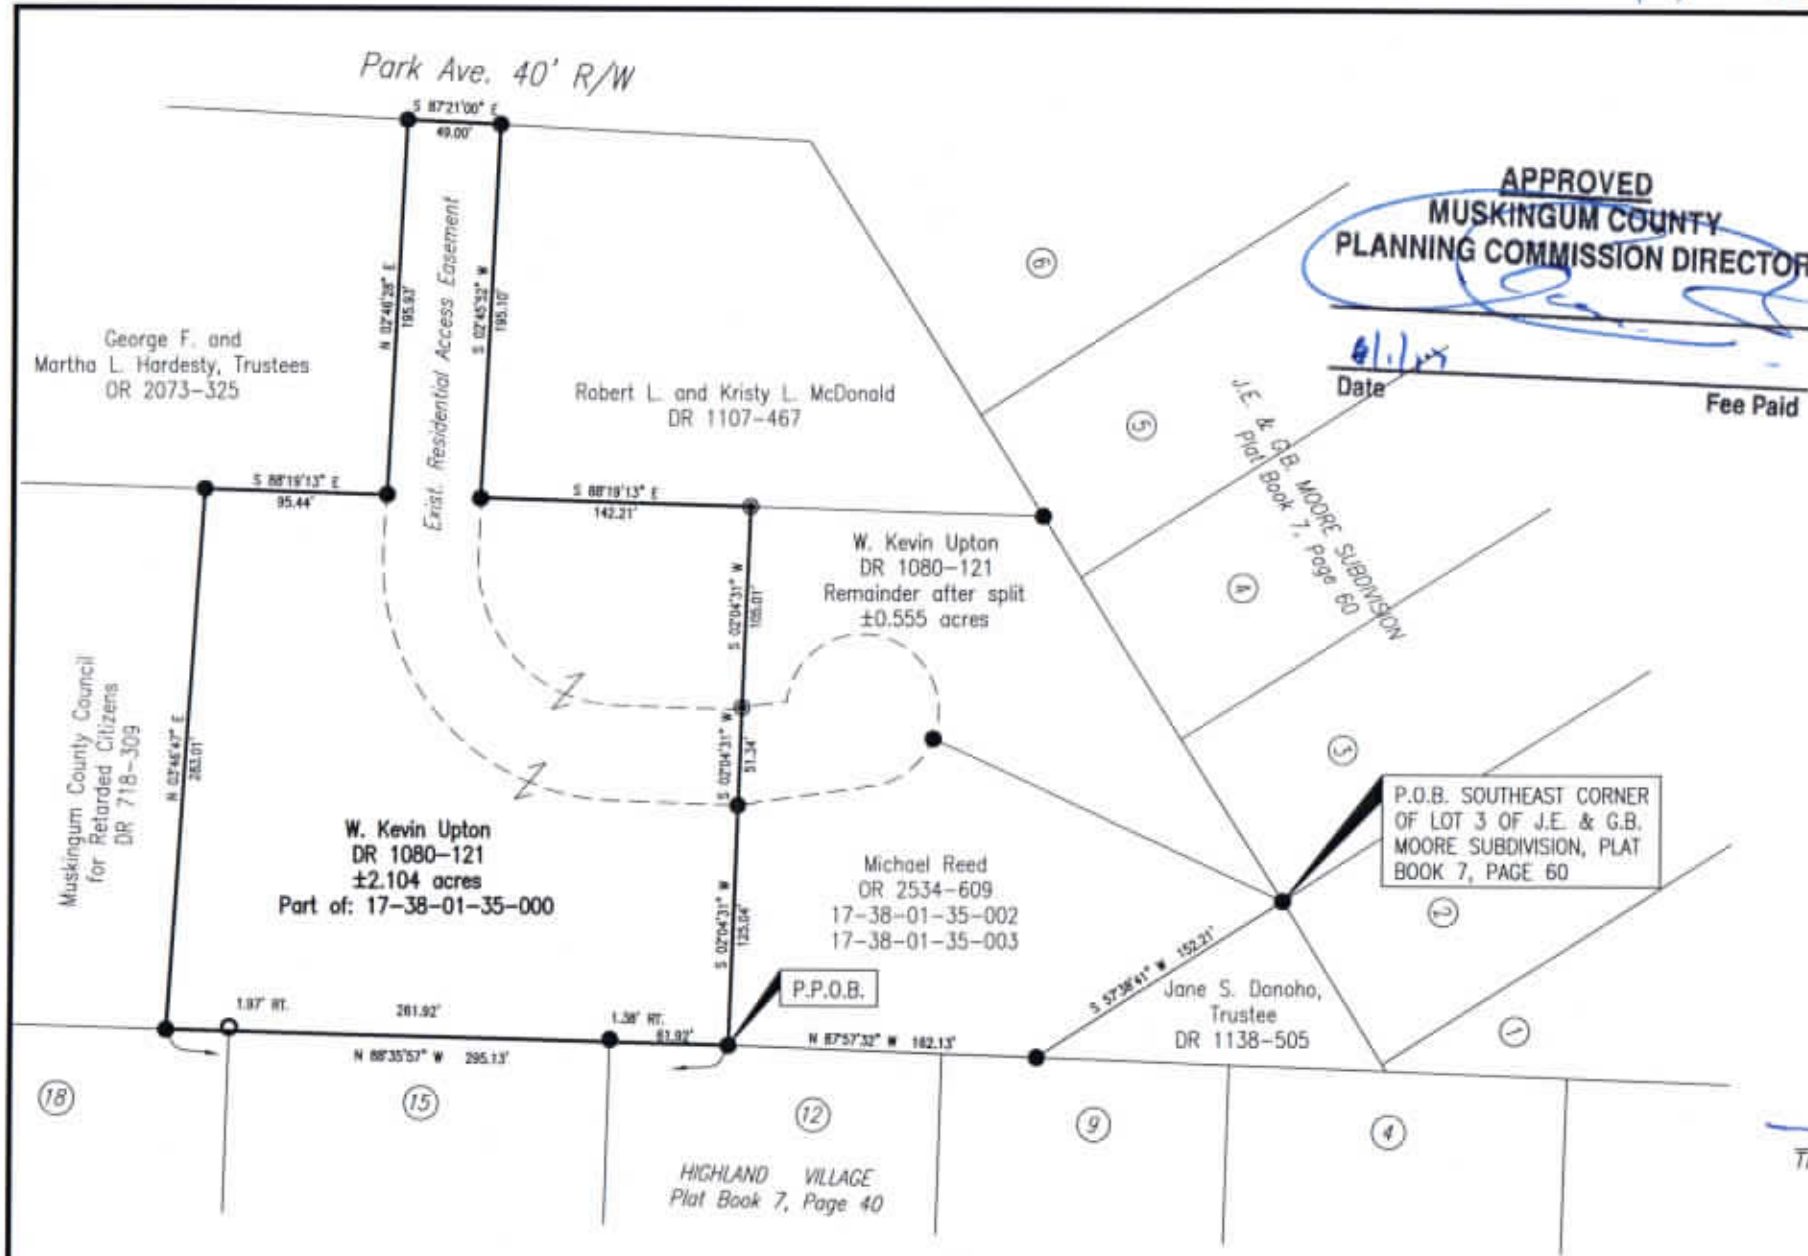 Park Ave. 40' R/W
S 87°21'00" E
49.00'
APPROVED
MUSKINGUM COUNTY
PLANNING COMMISSION DIRECTOR
Date
Fee Paid
N 02°46'28" E
195.93'
Exist. Residential Access Easement
S 02°45'52" W
195.10'
George F. and
Martha L. Hardesty, Trustees
OR 2073-325
Robert L. and Kristy L. McDonald
DR 1107-467
6
5
4
3
2
1
J.E. & G.B. MOORE SUBDIVISION
Plat Book 7, Page 60
S 88°19'13" E
95.44'
S 88°19'13" E
142.21'
W. Kevin Upton
DR 1080-121
Remainder after split
±0.555 acres
S 02°04'31" W
105.01'
S 02°04'31" W
51.34'
S 02°04'31" W
125.04'
Muskingum County Council
for Retarded Citizens
DR 718-309
N 03°46'47" E
283.01'
W. Kevin Upton
DR 1080-121
±2.104 acres
Part of: 17-38-01-35-000
Michael Reed
OR 2534-609
17-38-01-35-002
17-38-01-35-003
P.O.B. SOUTHEAST CORNER
OF LOT 3 OF J.E. & G.B.
MOORE SUBDIVISION, PLAT
BOOK 7, PAGE 60
P.P.O.B.
S 57°38'41" W 152.21'
Jane S. Donoho,
Trustee
DR 1138-505
1.97' RT.
1.38' RT.
61.92'
N 88°35'57" W 295.13'
N 87°57'32" W 162.13'
18
15
12
9
4
HIGHLAND VILLAGE
Plat Book 7, Page 40